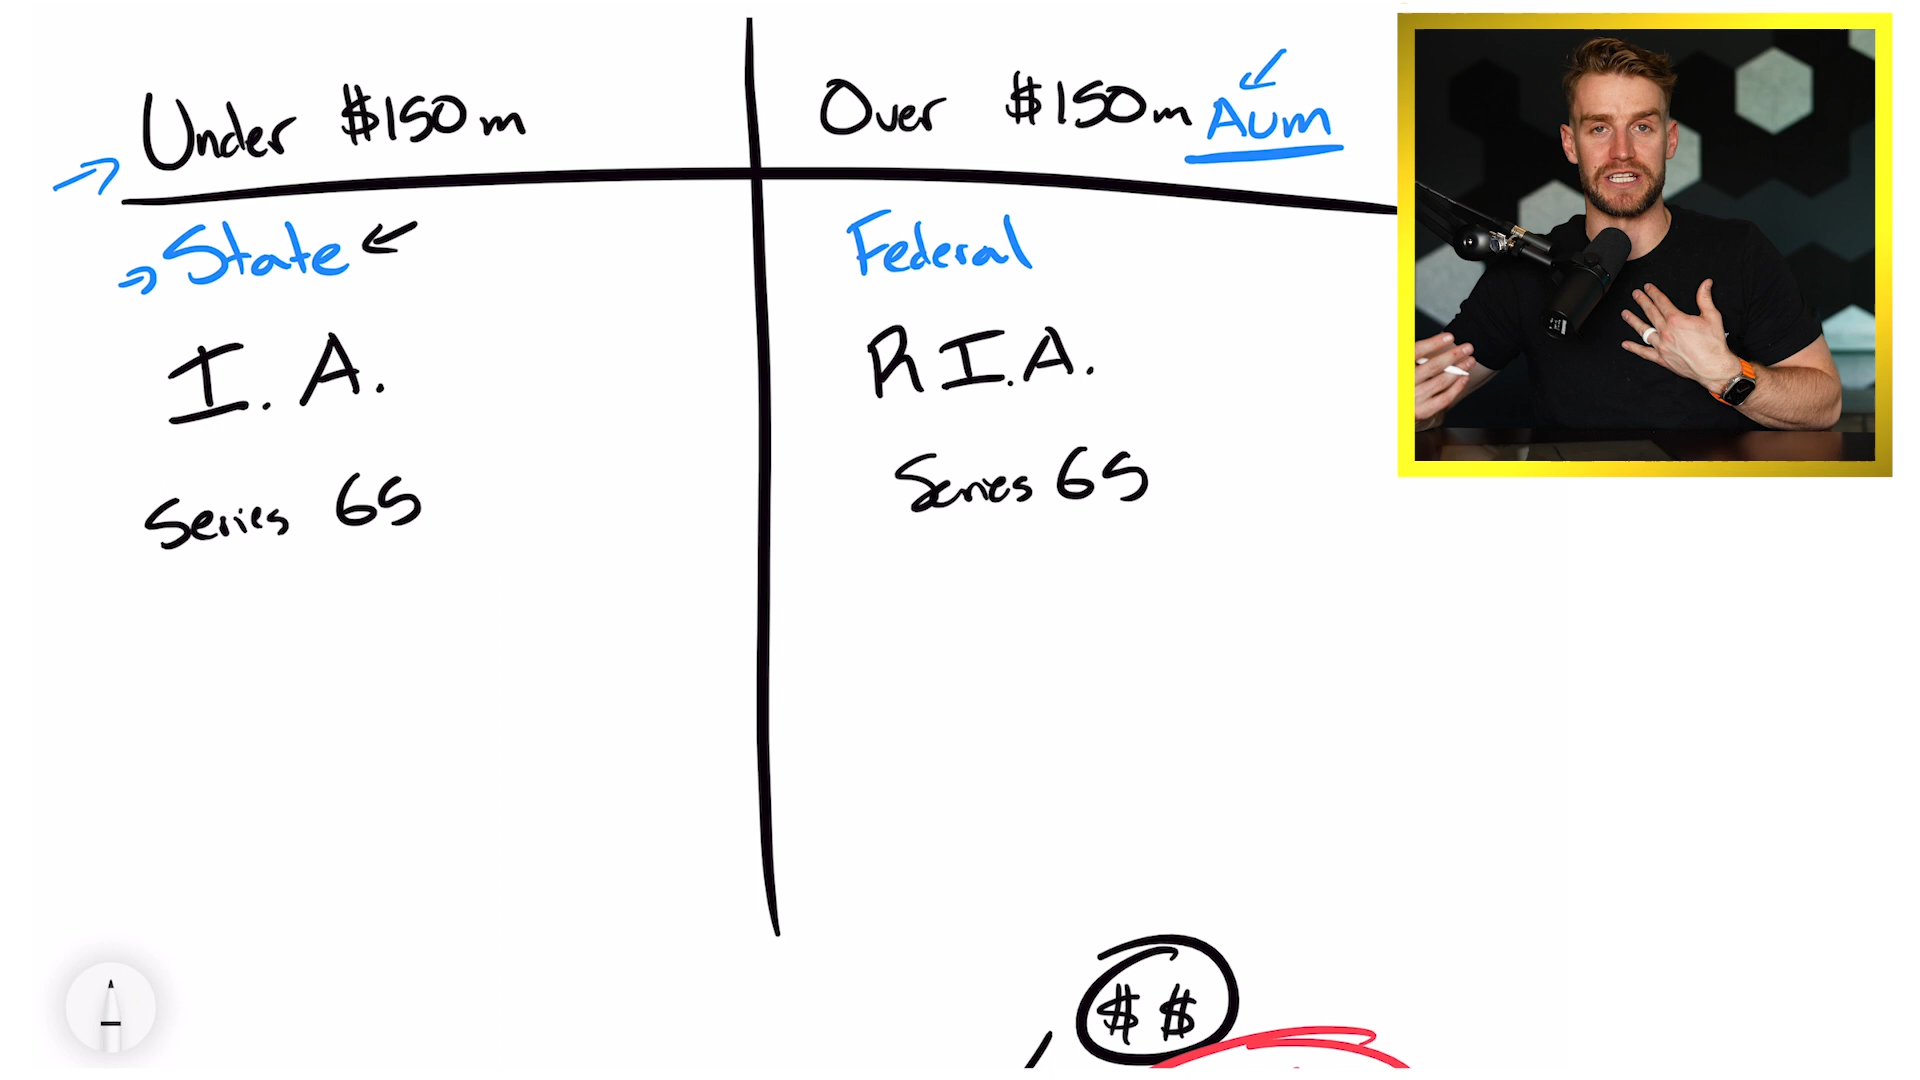 Under $150m
Over $150m Aum
State
Federal
I. A.
R I.A.
Series 65
Series 65
$ $